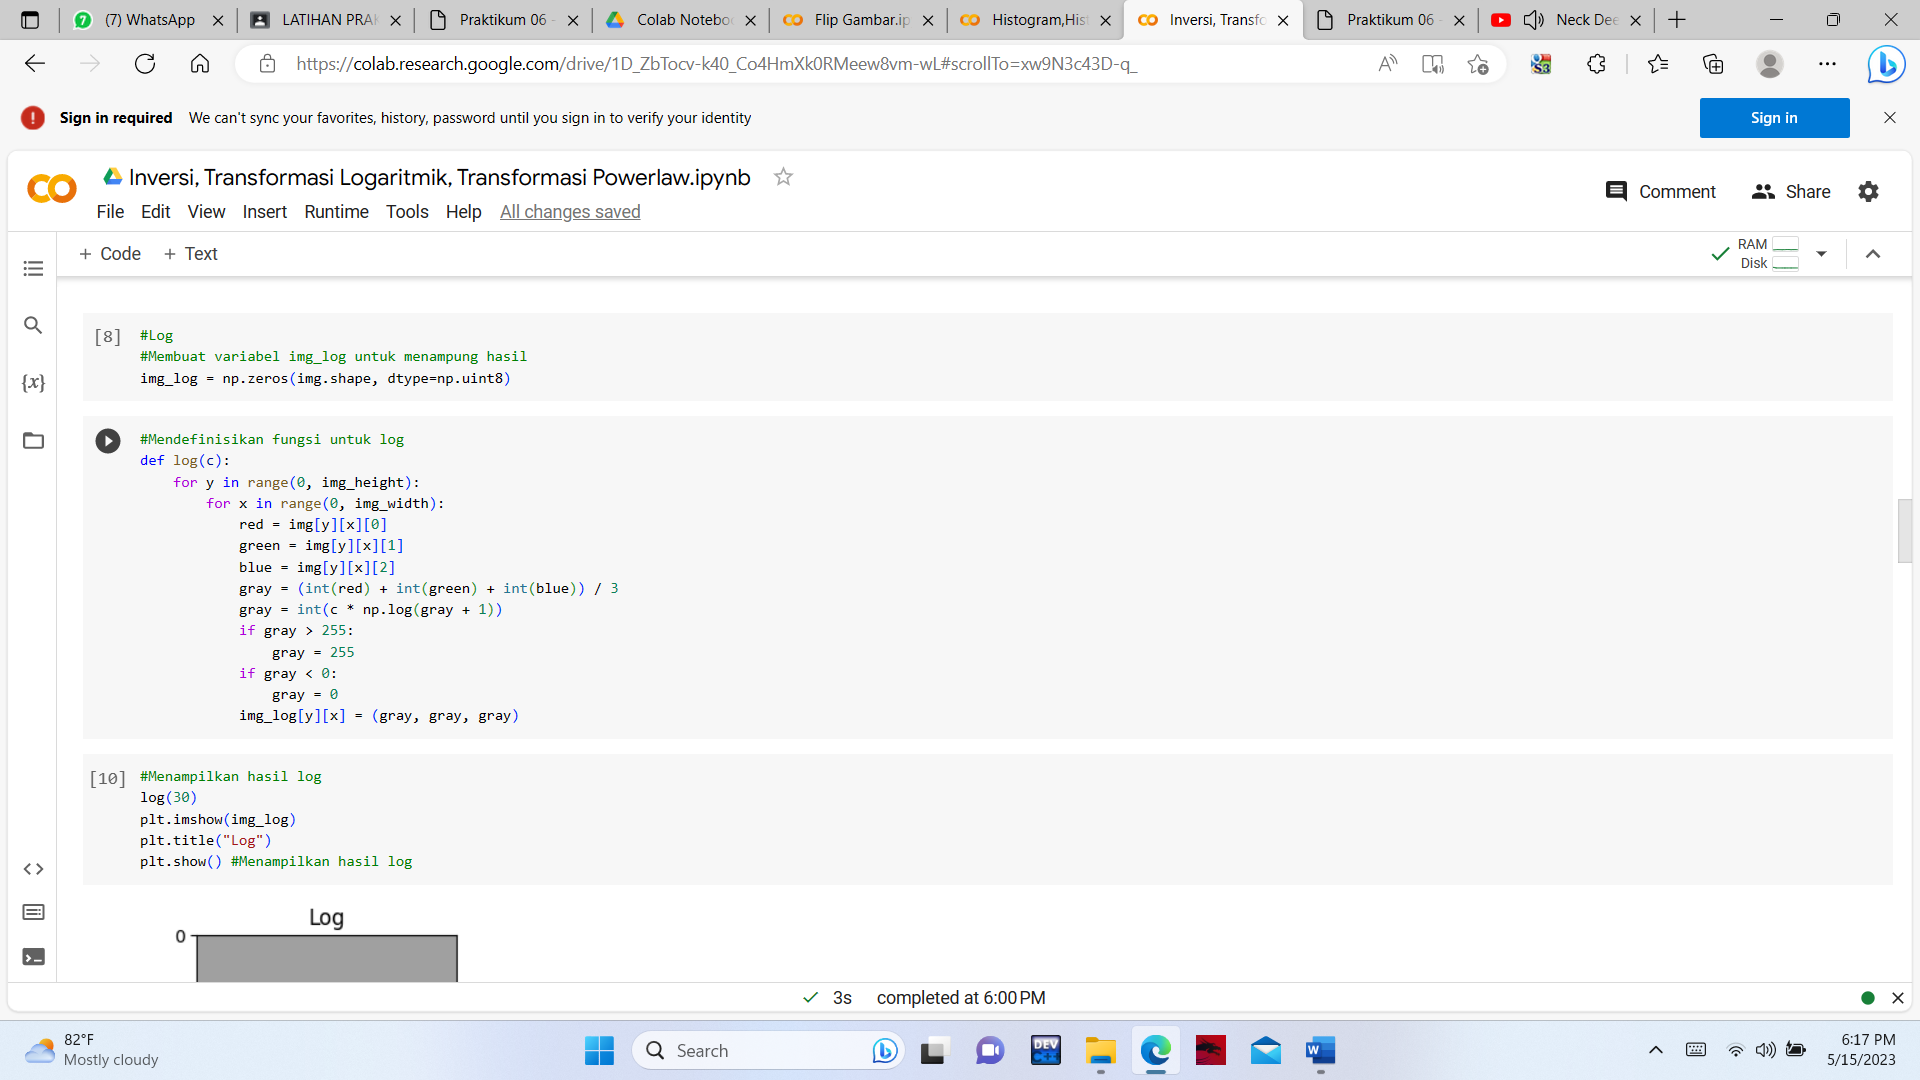 (7) WhatsApp
LATIHAN PRAK
Praktikum 06 -
Colab Noteboo
Flip Gambar.ip
Histogram,Hist
Inversi, Transfo
Praktikum 06 -
Neck Dee
https://colab.research.google.com/drive/1D_ZbTocv-k40_Co4HmXk0RMeew8vm-wL#scrollTo=xw9N3c43D-q_
Sign in required We can't sync your favorites, history, password until you sign in to verify your identity
Sign in
Inversi, Transformasi Logaritmik, Transformasi Powerlaw.ipynb
Comment Share
File Edit View Insert Runtime Tools Help All changes saved
+ Code + Text
RAM
Disk
[8] #Log
#Membuat variabel img_log untuk menampung hasil
img_log = np.zeros(img.shape, dtype=np.uint8)
{x}
#Mendefinisikan fungsi untuk log
def log(c):
    for y in range(0, img_height):
        for x in range(0, img_width):
            red = img[y][x][0]
            green = img[y][x][1]
            blue = img[y][x][2]
            gray = (int(red) + int(green) + int(blue)) / 3
            gray = int(c * np.log(gray + 1))
            if gray > 255:
                gray = 255
            if gray < 0:
                gray = 0
            img_log[y][x] = (gray, gray, gray)
[10] #Menampilkan hasil log
log(30)
plt.imshow(img_log)
plt.title("Log")
plt.show() #Menampilkan hasil log
Log
0
3s completed at 6:00 PM
82°F
Mostly cloudy
Search
DEV
C++
6:17 PM
5/15/2023